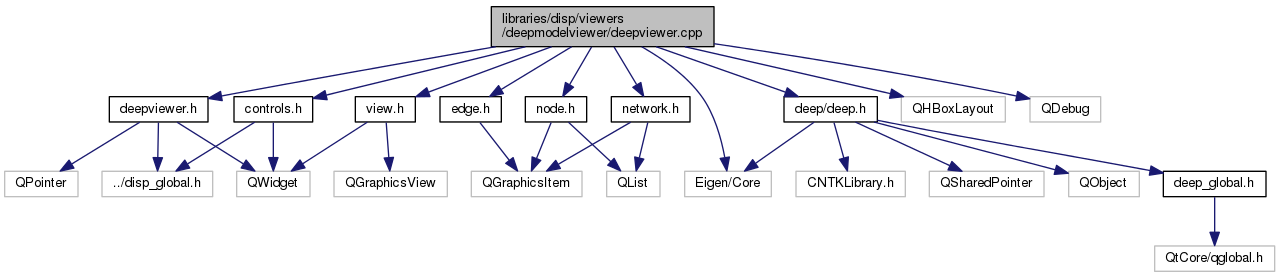 libraries/disp/viewers
/deepmodelviewer/deepviewer.cpp
deepviewer.h
controls.h
view.h
edge.h
node.h
network.h
deep/deep.h
QHBoxLayout
QDebug
QPointer
../disp_global.h
QWidget
QGraphicsView
QGraphicsItem
QList
Eigen/Core
CNTKLibrary.h
QSharedPointer
QObject
deep_global.h
QtCore/qglobal.h